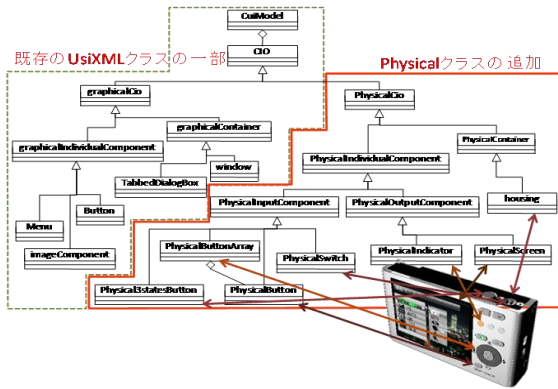 CuiModel
既存のUsiXMLクラスの一部
CIO
Physicalクラスの追加
graphicalCio
PhysicalCio
graphicalContainer
PhysicalContainer
graphicalIndividualComponent
PhysicalIndividualComponent
window
TabbedDialogBox
PhysicalInputComponent
PhysicalOutputComponent
housing
Button
Menu
imageComponent
PhysicalButtonArray
PhysicalSwitch
PhysicalIndicator
PhysicalScreen
Physical3statesButton
PhysicalButton